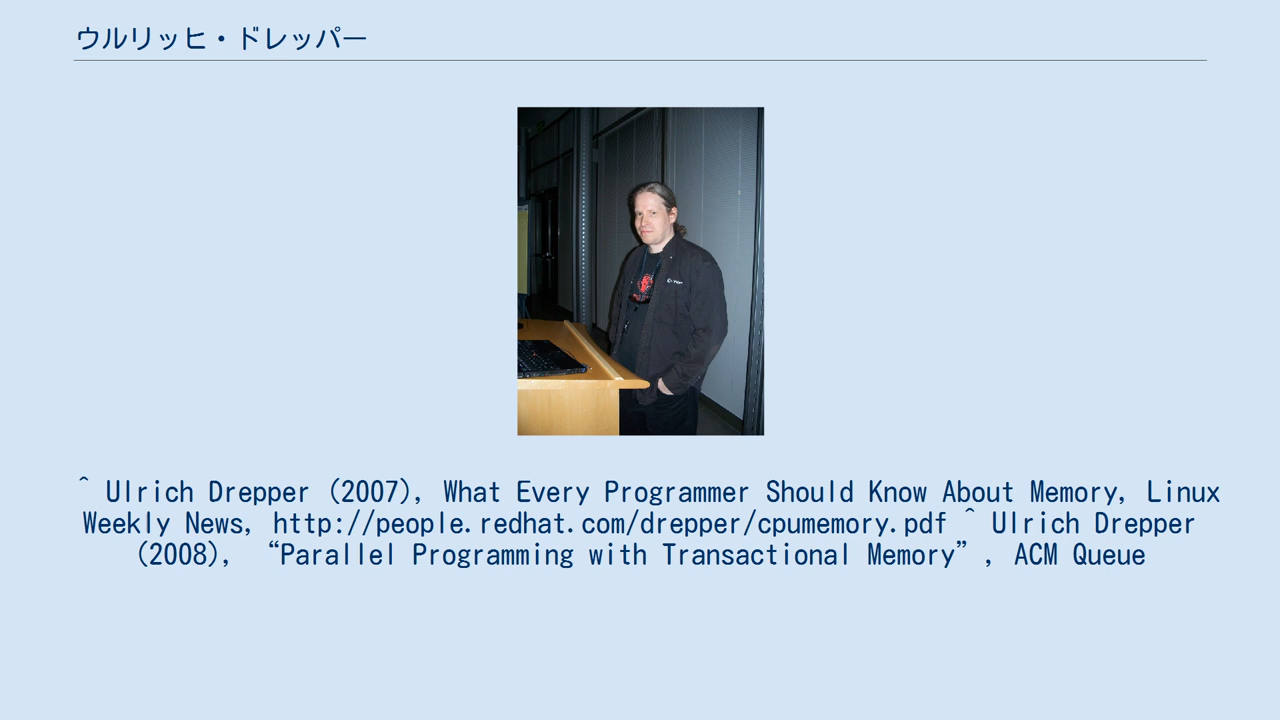 ウルリッヒ・ドレッパー
^ Ulrich Drepper (2007), What Every Programmer Should Know About Memory, Linux
Weekly News, http://people.redhat.com/drepper/cpumemory.pdf ^ Ulrich Drepper
(2008), “Parallel Programming with Transactional Memory”, ACM Queue